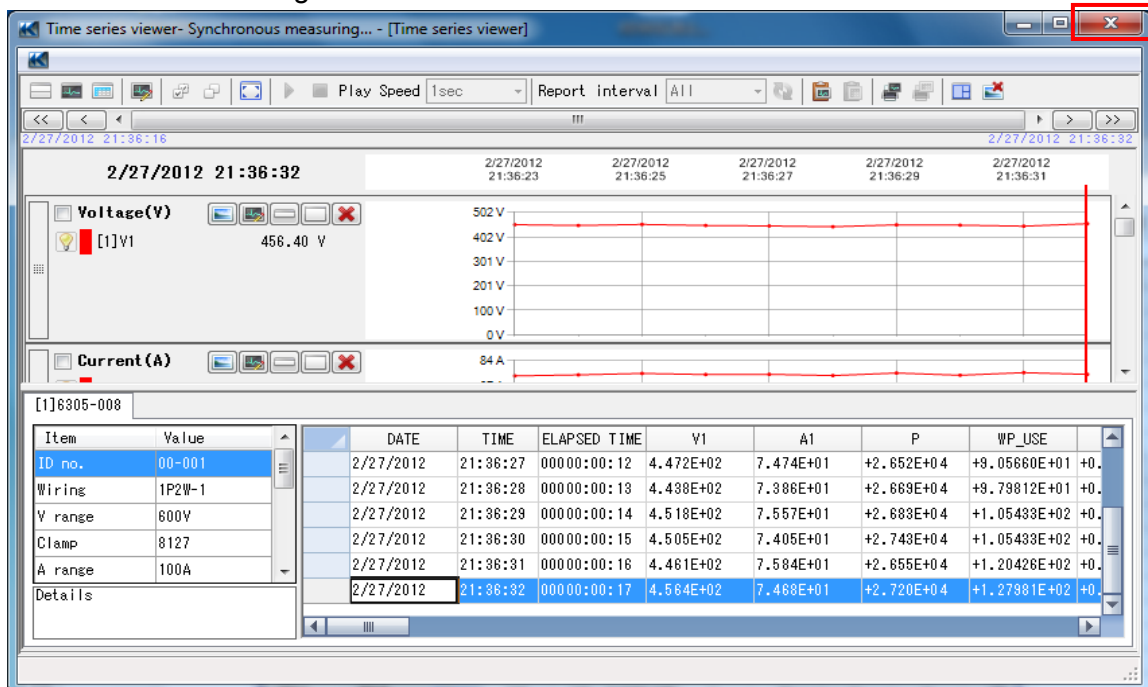 Time series viewer- Synchronous measuring... - [Time series viewer]
Play Speed 1sec Report interval All
<< < > >>
2/27/2012 21:36:16 2/27/2012 21:36:32
2/27/2012 21:36:32
2/27/2012 2/27/2012 2/27/2012 2/27/2012 2/27/2012
21:36:23 21:36:25 21:36:27 21:36:29 21:36:31
Voltage(V)
[1]V1 456.40 V
502 V
402 V
301 V
201 V
100 V
0 V
Current(A)
84 A
[1]6305-008
Item Value
ID no. 00-001
Wiring 1P2W-1
V range 600V
Clamp 8127
A range 100A
Details
DATE TIME ELAPSED TIME V1 A1 P WP_USE
2/27/2012 21:36:27 00000:00:12 4.472E+02 7.474E+01 +2.652E+04 +9.05660E+01 +0.
2/27/2012 21:36:28 00000:00:13 4.438E+02 7.386E+01 +2.669E+04 +9.79812E+01 +0.
2/27/2012 21:36:29 00000:00:14 4.518E+02 7.557E+01 +2.683E+04 +1.05433E+02 +0.
2/27/2012 21:36:30 00000:00:15 4.505E+02 7.405E+01 +2.743E+04 +1.05433E+02 +0.
2/27/2012 21:36:31 00000:00:16 4.461E+02 7.584E+01 +2.655E+04 +1.20426E+02 +0.
2/27/2012 21:36:32 00000:00:17 4.564E+02 7.468E+01 +2.720E+04 +1.27981E+02 +0.